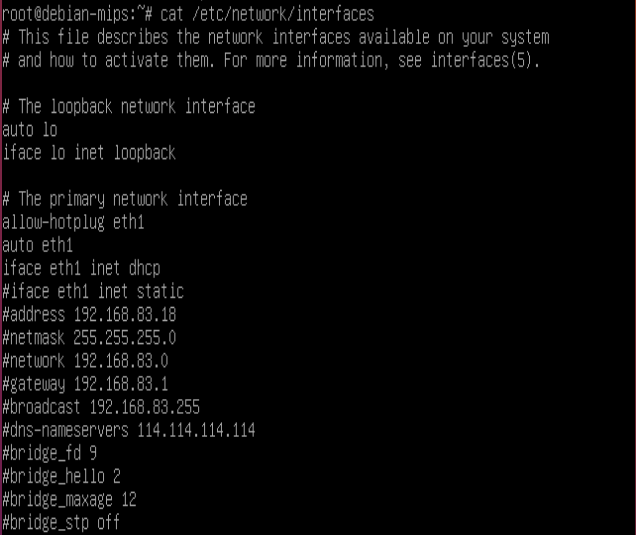 root@debian-mips:~# cat /etc/network/interfaces
# This file describes the network interfaces available on your system
# and how to activate them. For more information, see interfaces(5).
# The loopback network interface
auto lo
iface lo inet loopback
# The primary network interface
allow-hotplug eth1
auto eth1
iface eth1 inet dhcp
#iface eth1 inet static
#address 192.168.83.18
#netmask 255.255.255.0
#network 192.168.83.0
#gateway 192.168.83.1
#broadcast 192.168.83.255
#dns-nameservers 114.114.114.114
#bridge_fd 9
#bridge_hello 2
#bridge_maxage 12
#bridge_stp off